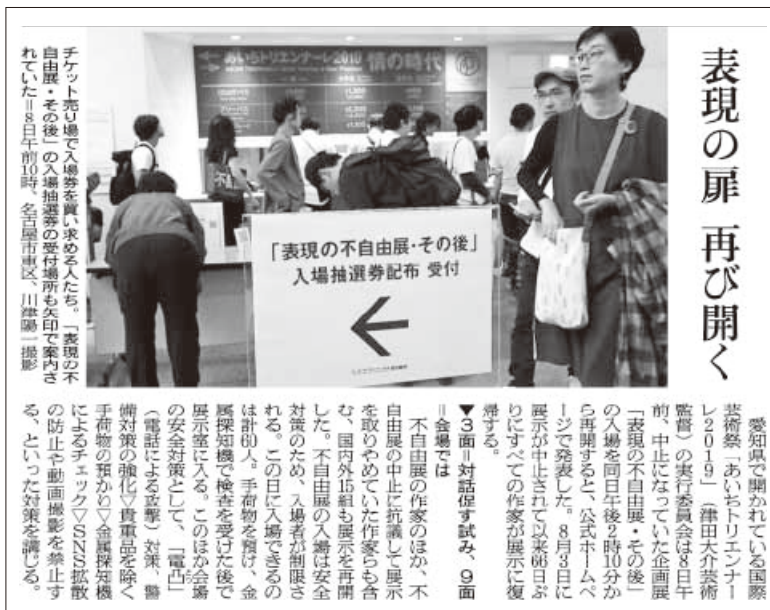 表現の扉 再び開く
あいちトリエンナーレ2019 情の時代
「表現の不自由展・その後」
入場抽選券配布 受付
チケット売り場で入場券を買い求める人たち。「表現の不
自由展・その後」の入場抽選券の受付場所も矢印で案内さ
れていた＝8日午前10時、名古屋市東区、川津陽一撮影
愛知県で開かれている国際
芸術祭「あいちトリエンナー
レ2019」（津田大介芸術
監督）の実行委員会は8日午
前、中止になっていた企画展
「表現の不自由展・その後」
の入場を同日午後2時10分か
ら再開すると、公式ホームペ
ージで発表した。8月3日に
展示が中止されて以来66日ぶ
りにすべての作家が展示に復
帰する。
▼3面＝対話促す試み、9面
＝会場では
不自由展の作家のほか、不
自由展の中止に抗議して展示
を取りやめていた作家らも含
む、国内外15組も展示を再開
した。不自由展の入場は安全
対策のため、入場者が制限さ
れる。この日に入場できるの
は計60人。手荷物を預け、金
属探知機で検査を受けた後で
展示室に入る。このほか会場
の安全対策として、「電凸」
（電話による攻撃）対策、警
備対策の強化▽貴重品を除く
手荷物の預かり▽金属探知機
によるチェック▽SNS拡散
の防止や動画撮影を禁止す
る、といった対策を講じる。